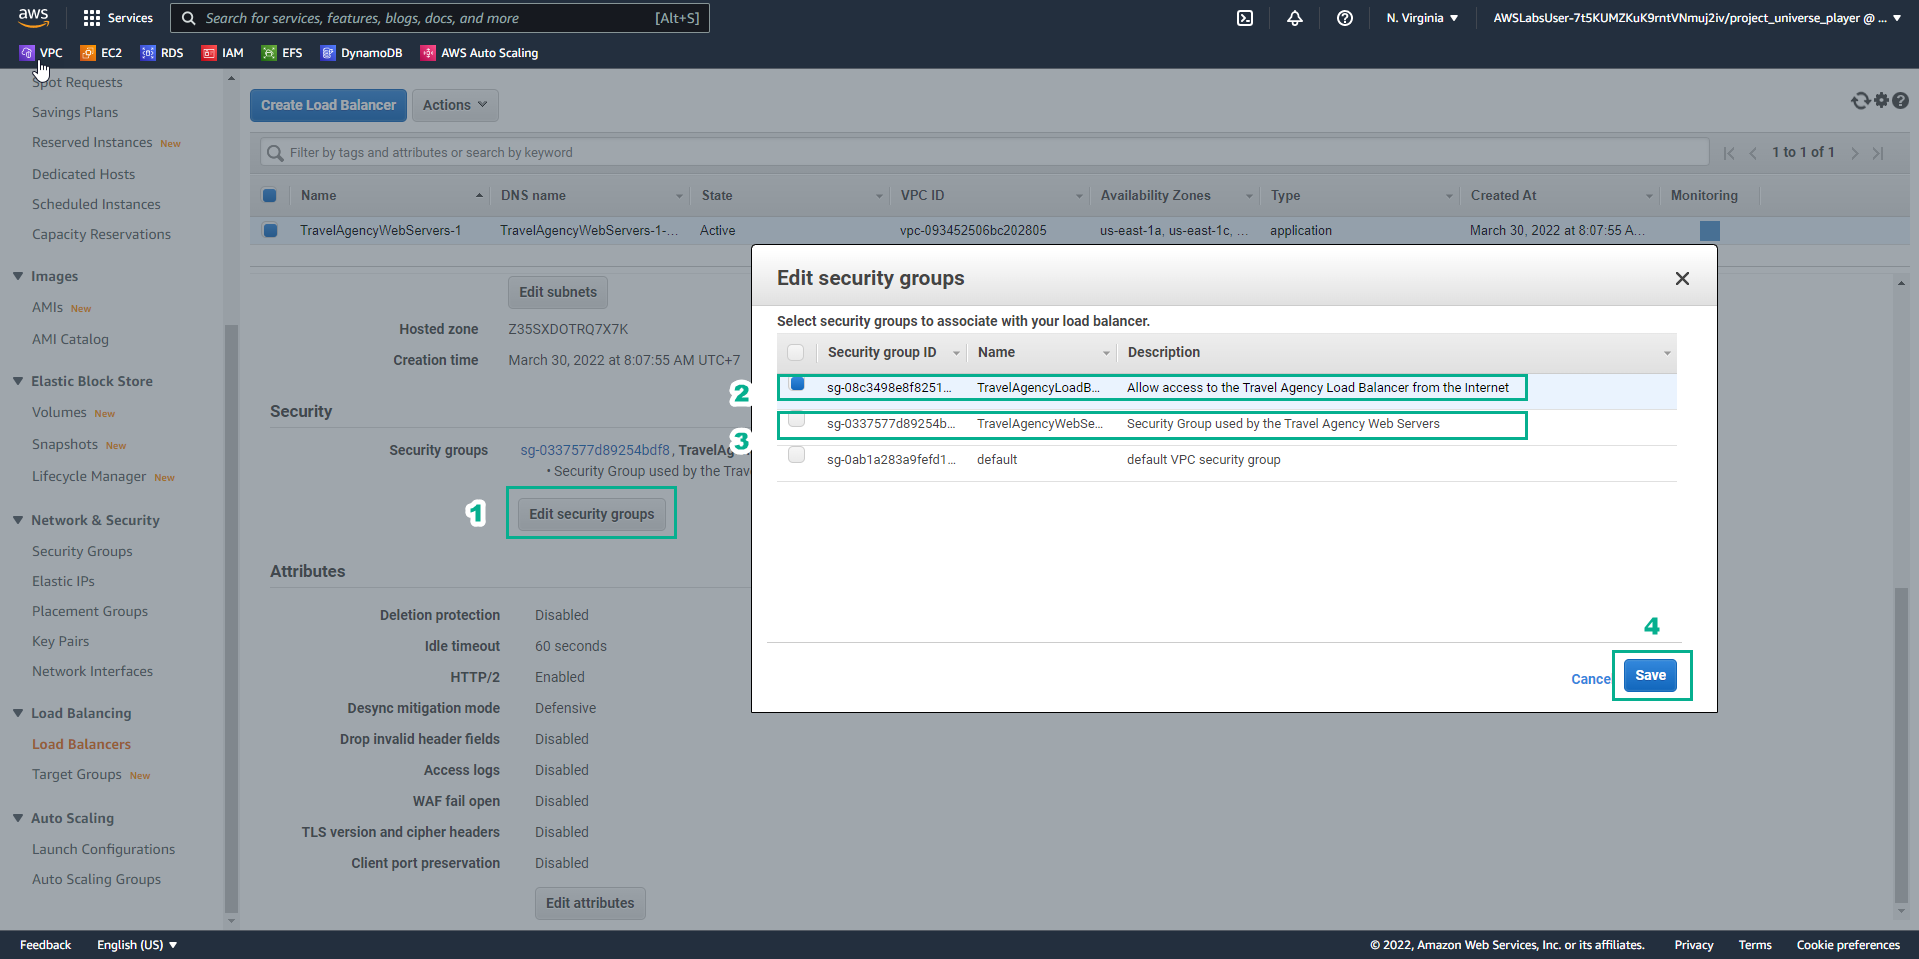 aws
Services
Search for services, features, blogs, docs, and more
[Alt+S]
N. Virginia
AWSLabsUser-7t5KUMZKuK9rntVNmuj2iv/project_universe_player @ ...
VPC
EC2
RDS
IAM
EFS
DynamoDB
AWS Auto Scaling
Spot Requests
Savings Plans
Reserved Instances New
Dedicated Hosts
Scheduled Instances
Capacity Reservations
Images
AMIs New
AMI Catalog
Elastic Block Store
Volumes New
Snapshots New
Lifecycle Manager New
Network & Security
Security Groups
Elastic IPs
Placement Groups
Key Pairs
Network Interfaces
Load Balancing
Load Balancers
Target Groups New
Auto Scaling
Launch Configurations
Auto Scaling Groups
Create Load Balancer
Actions
Filter by tags and attributes or search by keyword
1 to 1 of 1
Name DNS name State VPC ID Availability Zones Type Created At Monitoring
TravelAgencyWebServers-1 TravelAgencyWebServers-1-... Active vpc-093452506bc202805 us-east-1a, us-east-1c, ... application March 30, 2022 at 8:07:55 A...
Edit subnets
Hosted zone Z35SXDOTRQ7X7K
Creation time March 30, 2022 at 8:07:55 AM UTC+7
Security
Security groups sg-0337577d89254bdf8, TravelAg
• Security Group used by the Trav
1
Edit security groups
Attributes
Deletion protection Disabled
Idle timeout 60 seconds
HTTP/2 Enabled
Desync mitigation mode Defensive
Drop invalid header fields Disabled
Access logs Disabled
WAF fail open Disabled
TLS version and cipher headers Disabled
Client port preservation Disabled
Edit attributes
Edit security groups
Select security groups to associate with your load balancer.
Security group ID Name Description
2
sg-08c3498e8f8251... TravelAgencyLoadB... Allow access to the Travel Agency Load Balancer from the Internet
3
sg-0337577d89254b... TravelAgencyWebSe... Security Group used by the Travel Agency Web Servers
sg-0ab1a283a9fefd1... default default VPC security group
4
Cance
Save
Feedback
English (US)
© 2022, Amazon Web Services, Inc. or its affiliates.
Privacy
Terms
Cookie preferences